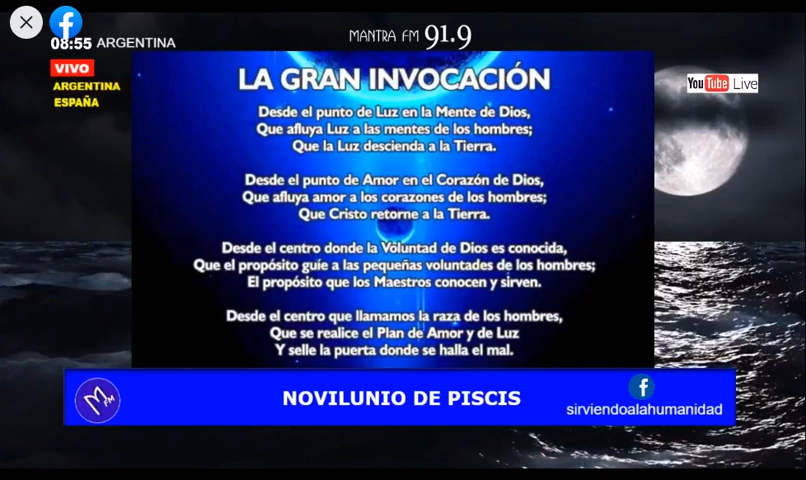 08:55 ARGENTINA
MANTRA FM 91.9
VIVO
ARGENTINA
ESPAÑA
YouTube Live
LA GRAN INVOCACIÓN
Desde el punto de Luz en la Mente de Dios,
Que afluya Luz a las mentes de los hombres;
Que la Luz descienda a la Tierra.
Desde el punto de Amor en el Corazón de Dios,
Que afluya amor a los corazones de los hombres;
Que Cristo retorne a la Tierra.
Desde el centro donde la Voluntad de Dios es conocida,
Que el propósito guíe a las pequeñas voluntades de los hombres;
El propósito que los Maestros conocen y sirven.
Desde el centro que llamamos la raza de los hombres,
Que se realice el Plan de Amor y de Luz
Y selle la puerta donde se halla el mal.
M FM
NOVILUNIO DE PISCIS
sirviendoalahumanidad